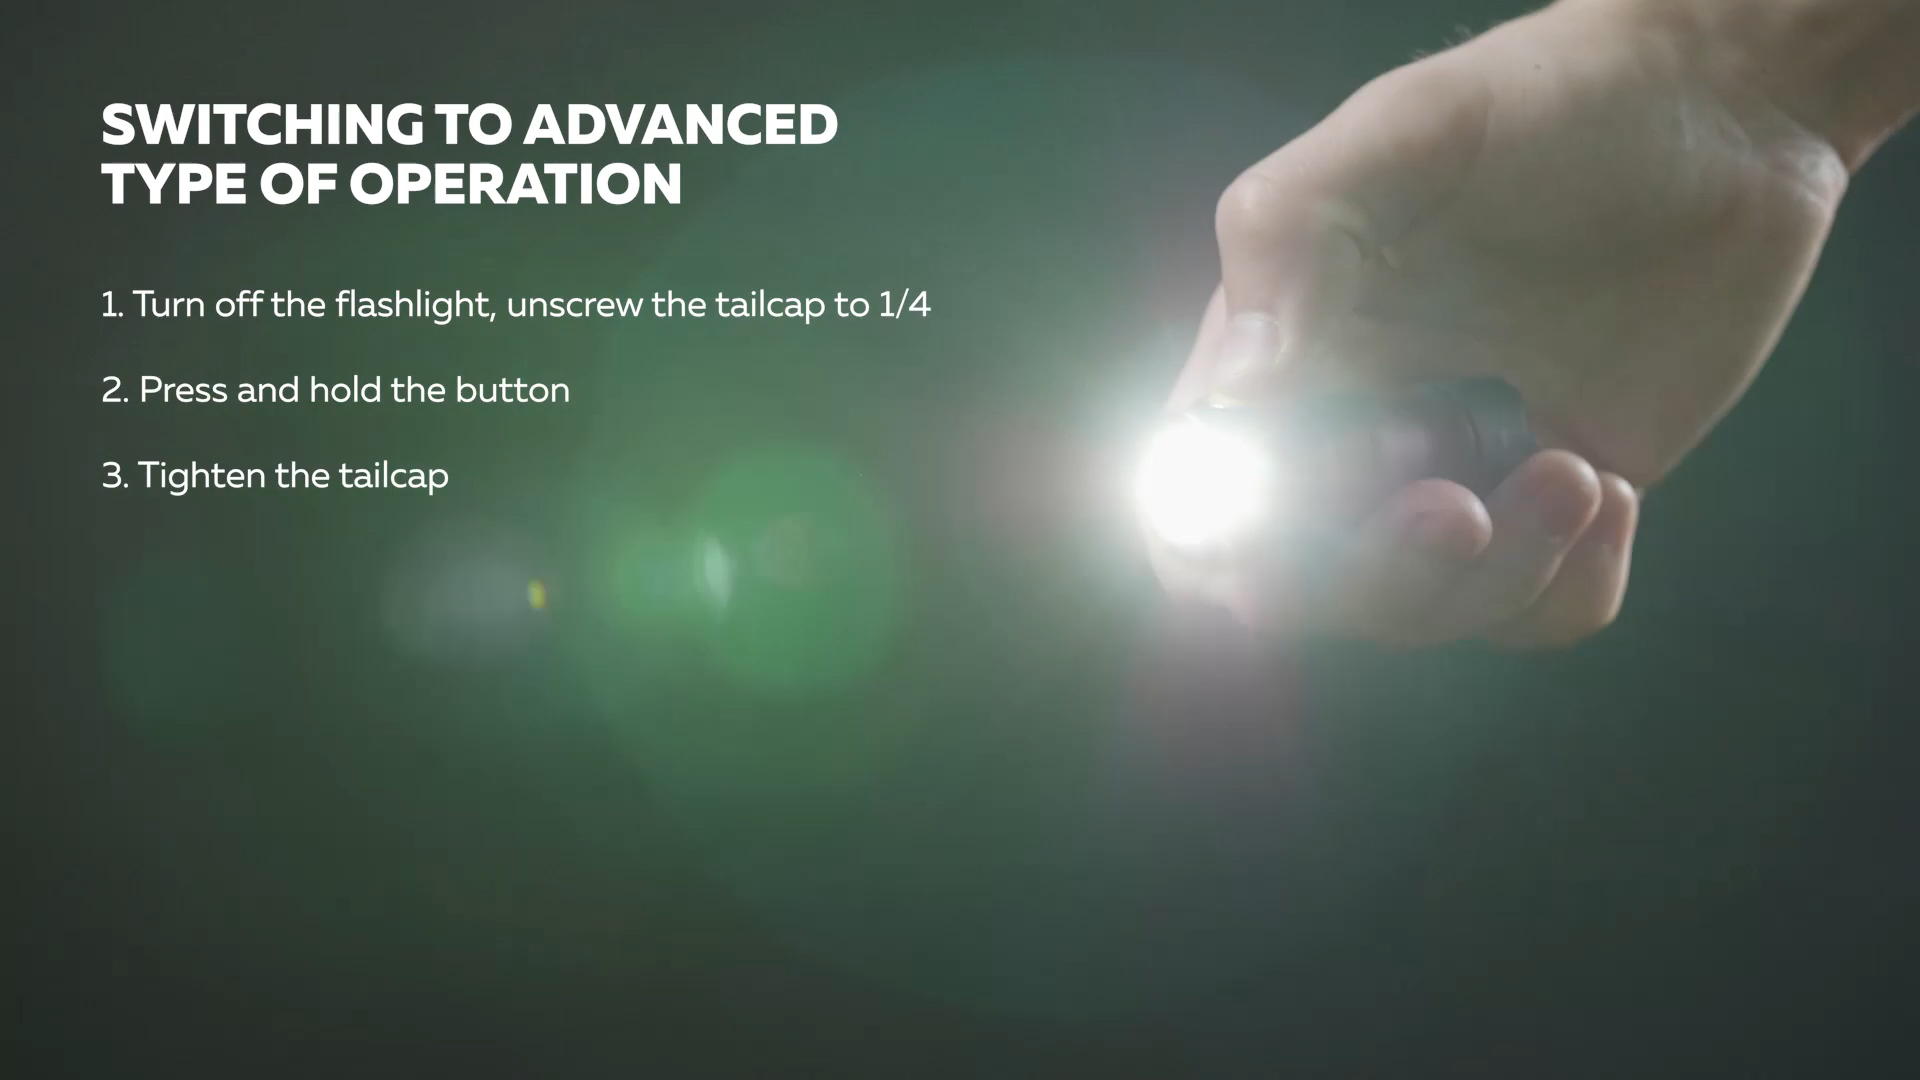 SWITCHING TO ADVANCED
TYPE OF OPERATION
1. Turn off the flashlight, unscrew the tailcap to 1/4
2. Press and hold the button
3. Tighten the tailcap